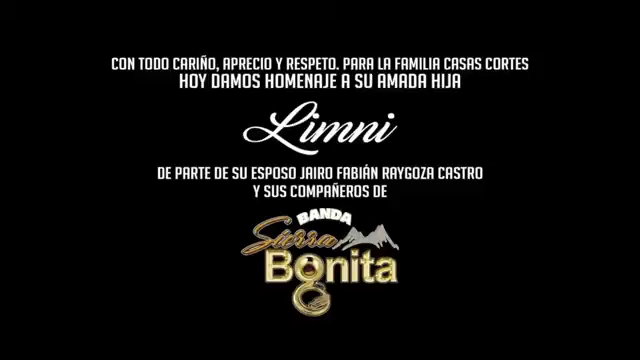 CON TODO CARIÑO, APRECIO Y RESPETO. PARA LA FAMILIA CASAS CORTES
HOY DAMOS HOMENAJE A SU AMADA HIJA
Limni
DE PARTE DE SU ESPOSO JAIRO FABIÁN RAYGOZA CASTRO
Y SUS COMPAÑEROS DE
BANDA
Sierra
Bonita